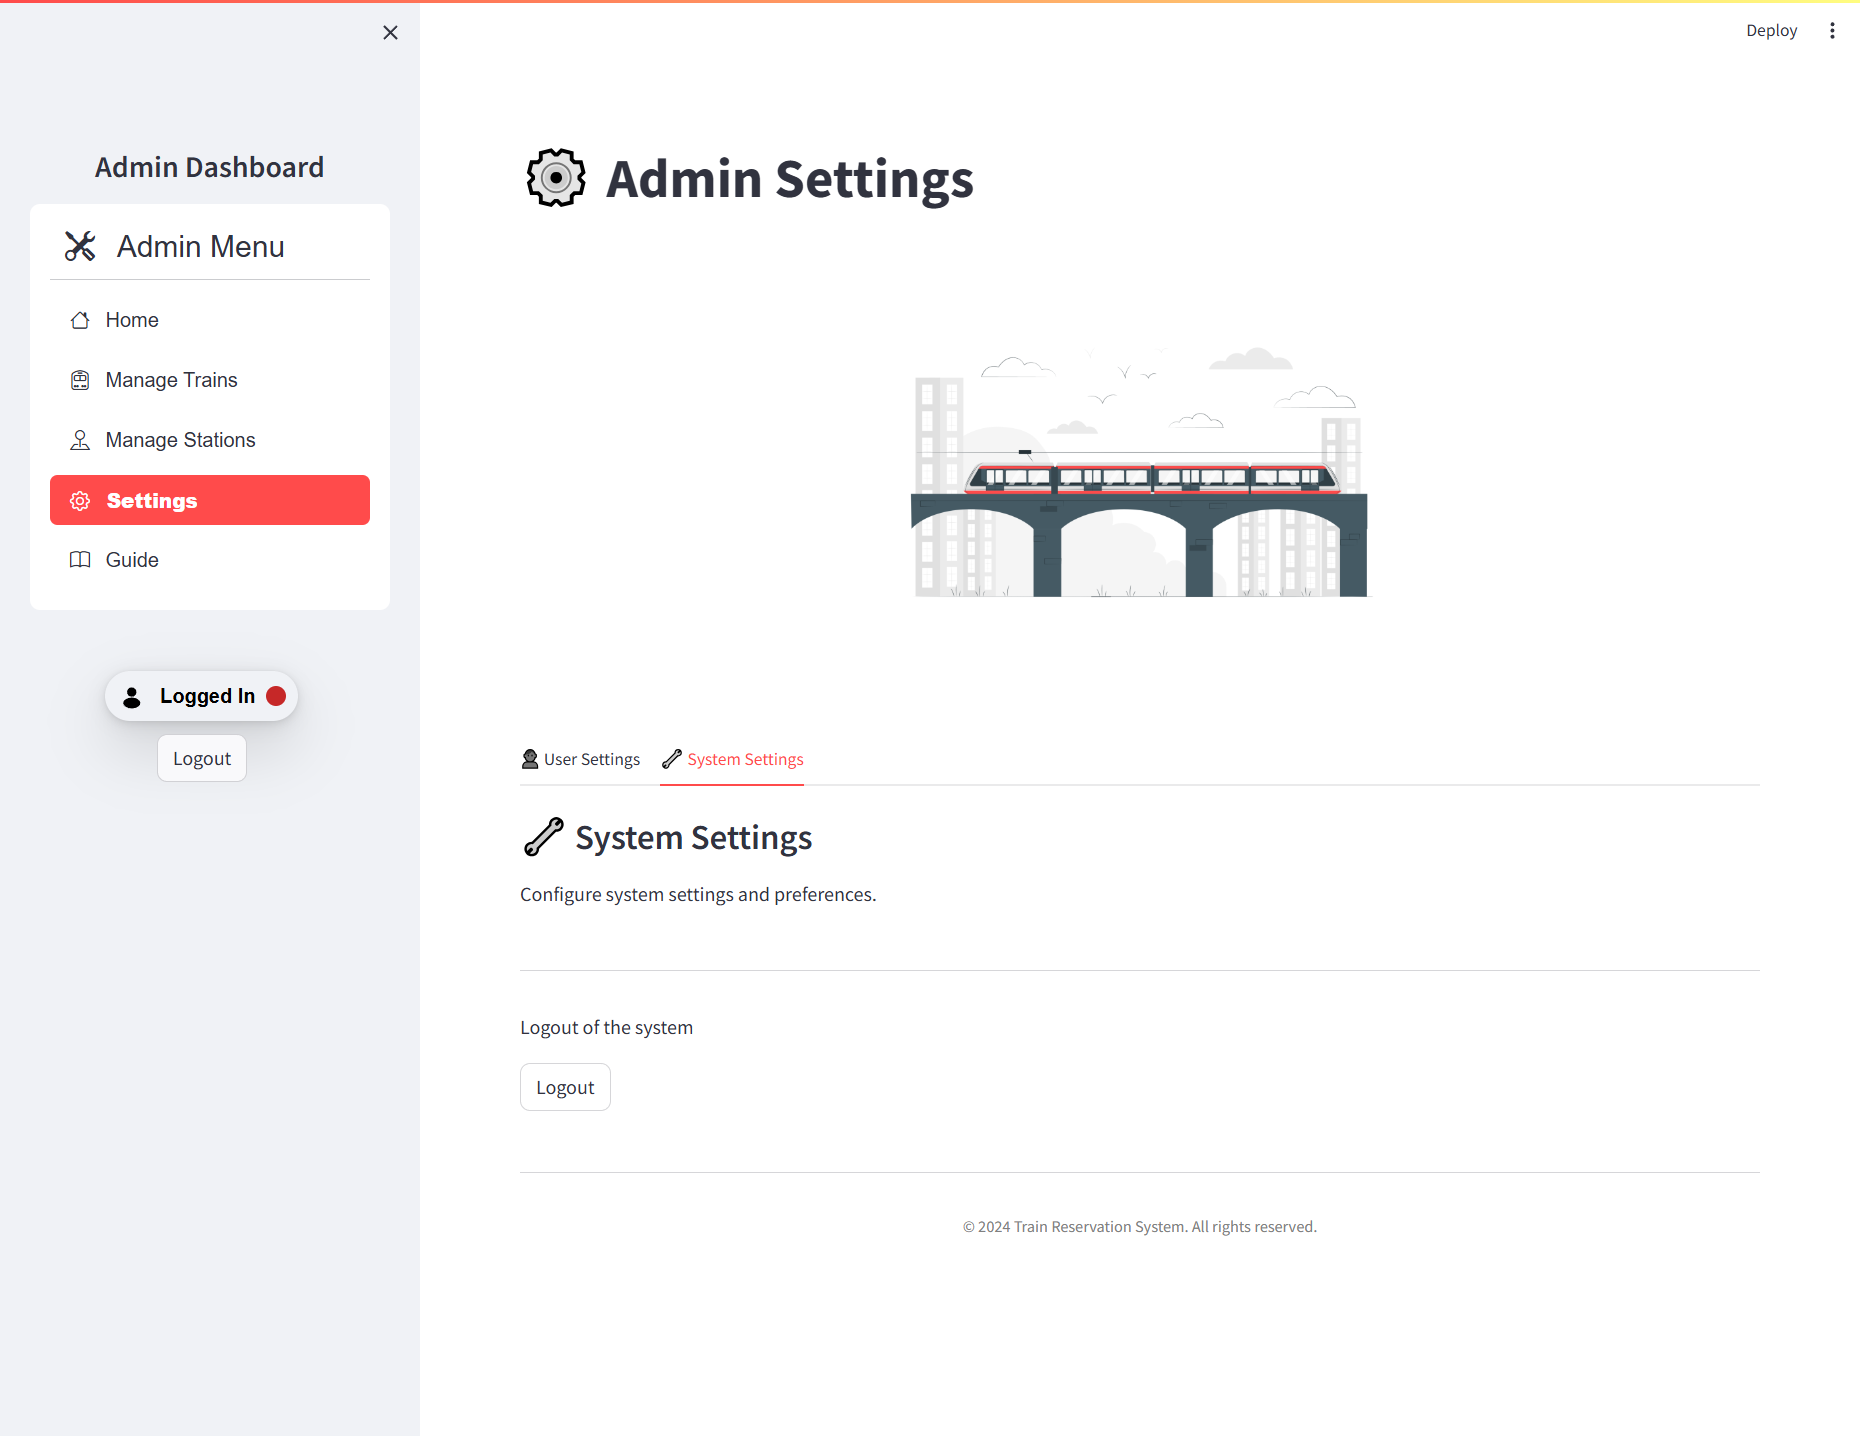 Deploy
Admin Dashboard
Admin Menu
Home
Manage Trains
Manage Stations
Settings
Guide
Logged In
Logout
Admin Settings
User Settings
System Settings
System Settings
Configure system settings and preferences.
Logout of the system
Logout
© 2024 Train Reservation System. All rights reserved.